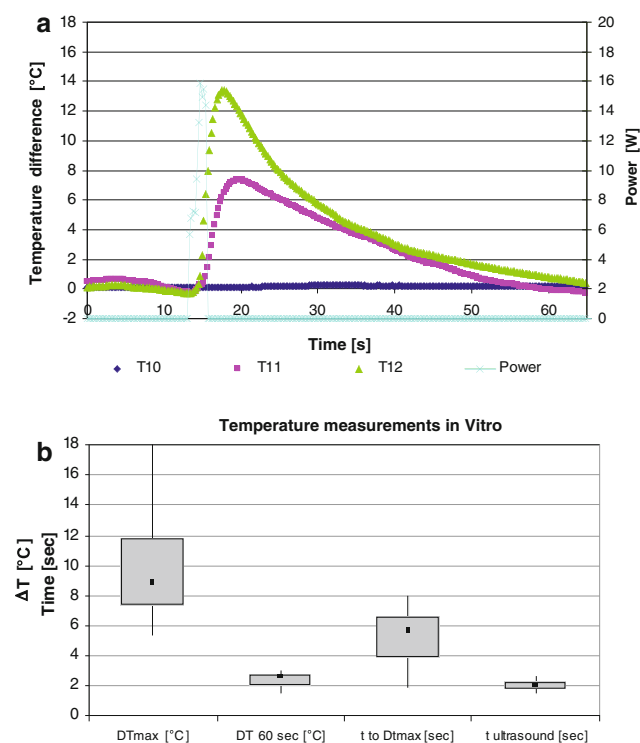 a
Temperature difference [°C]
18
16
14
12
10
8
6
4
2
0
-2
20
18
16
14
12
10
8
6
4
2
0
Power [W]
0 10 20 30 40 50 60
Time [s]
T10 T11 T12 Power
Temperature measurements in Vitro
b
ΔT [°C]
Time [sec]
18
16
14
12
10
8
6
4
2
0
DTmax [°C] DT 60 sec [°C] t to Dtmax [sec] t ultrasound [sec]